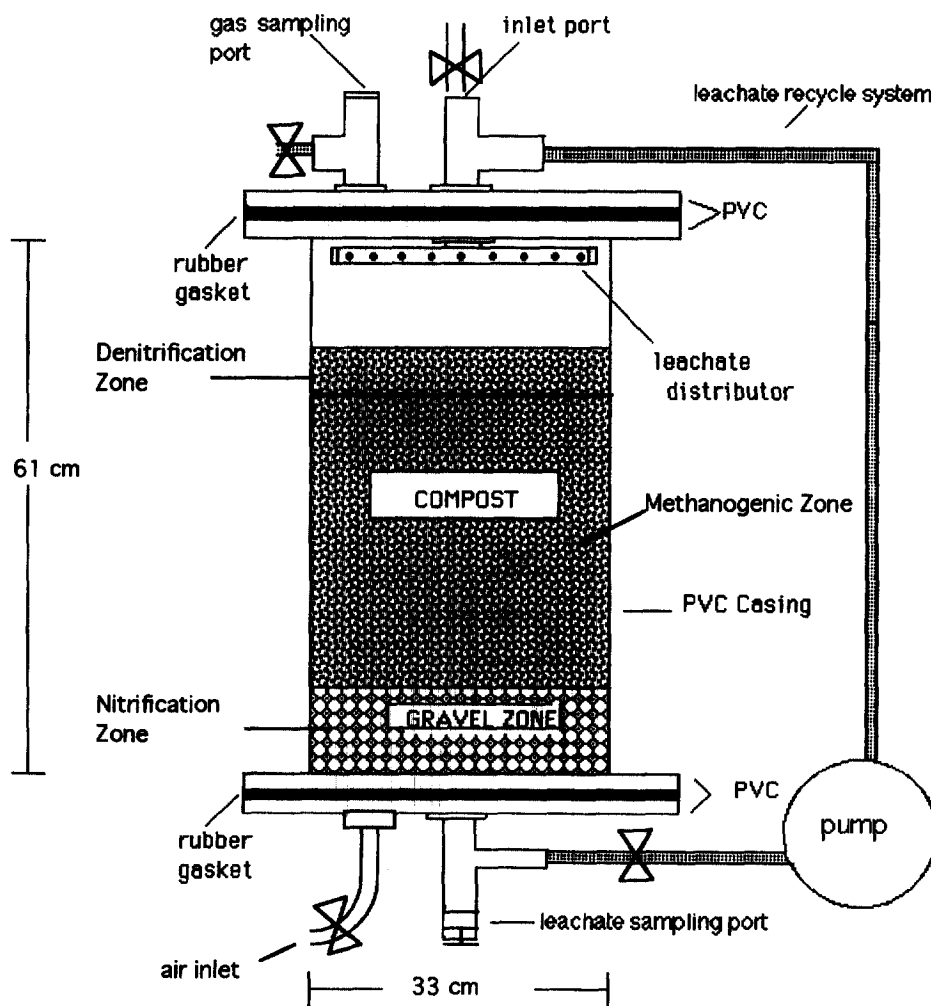 gas sampling
port
inlet port
leachate recycle system
PVC
rubber
gasket
Denitrification
Zone
leachate
distributor
61 cm
COMPOST
Methanogenic Zone
PVC Casing
Nitrification
Zone
GRAVEL ZONE
PVC
pump
rubber
gasket
leachate sampling port
air inlet
33 cm